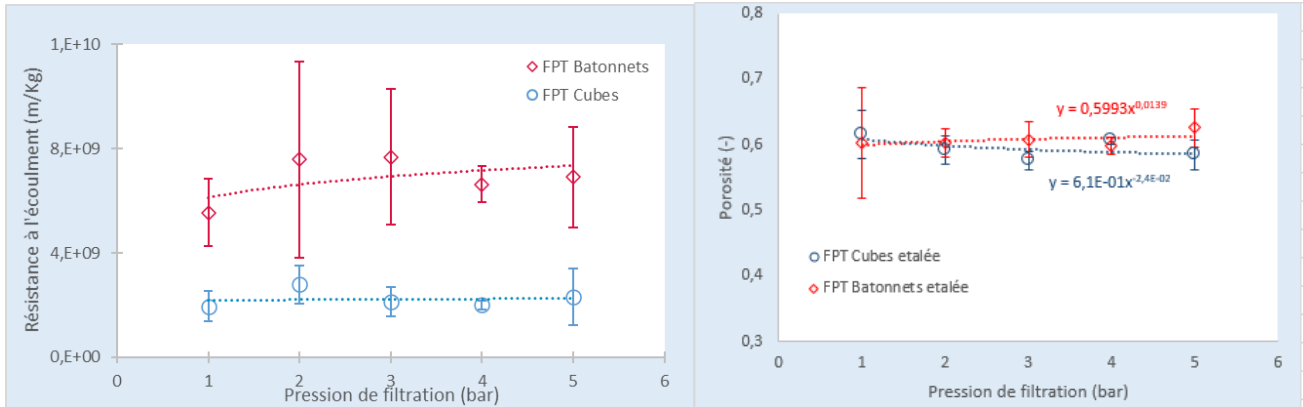 Résistance à l'écoulment (m/Kg)
1,E+10
8,E+09
4,E+09
0,E+00
FPT Batonnets
FPT Cubes
0 1 2 3 4 5 6
Pression de filtration (bar)
Porosité (-)
0,8
0,7
0,6
0,5
0,4
0,3
y = 0,5993x^0,0139
y = 6,1E-01x^-2,4E-02
FPT Cubes etalée
FPT Batonnets etalée
0 1 2 3 4 5 6
Pression de filtration (bar)